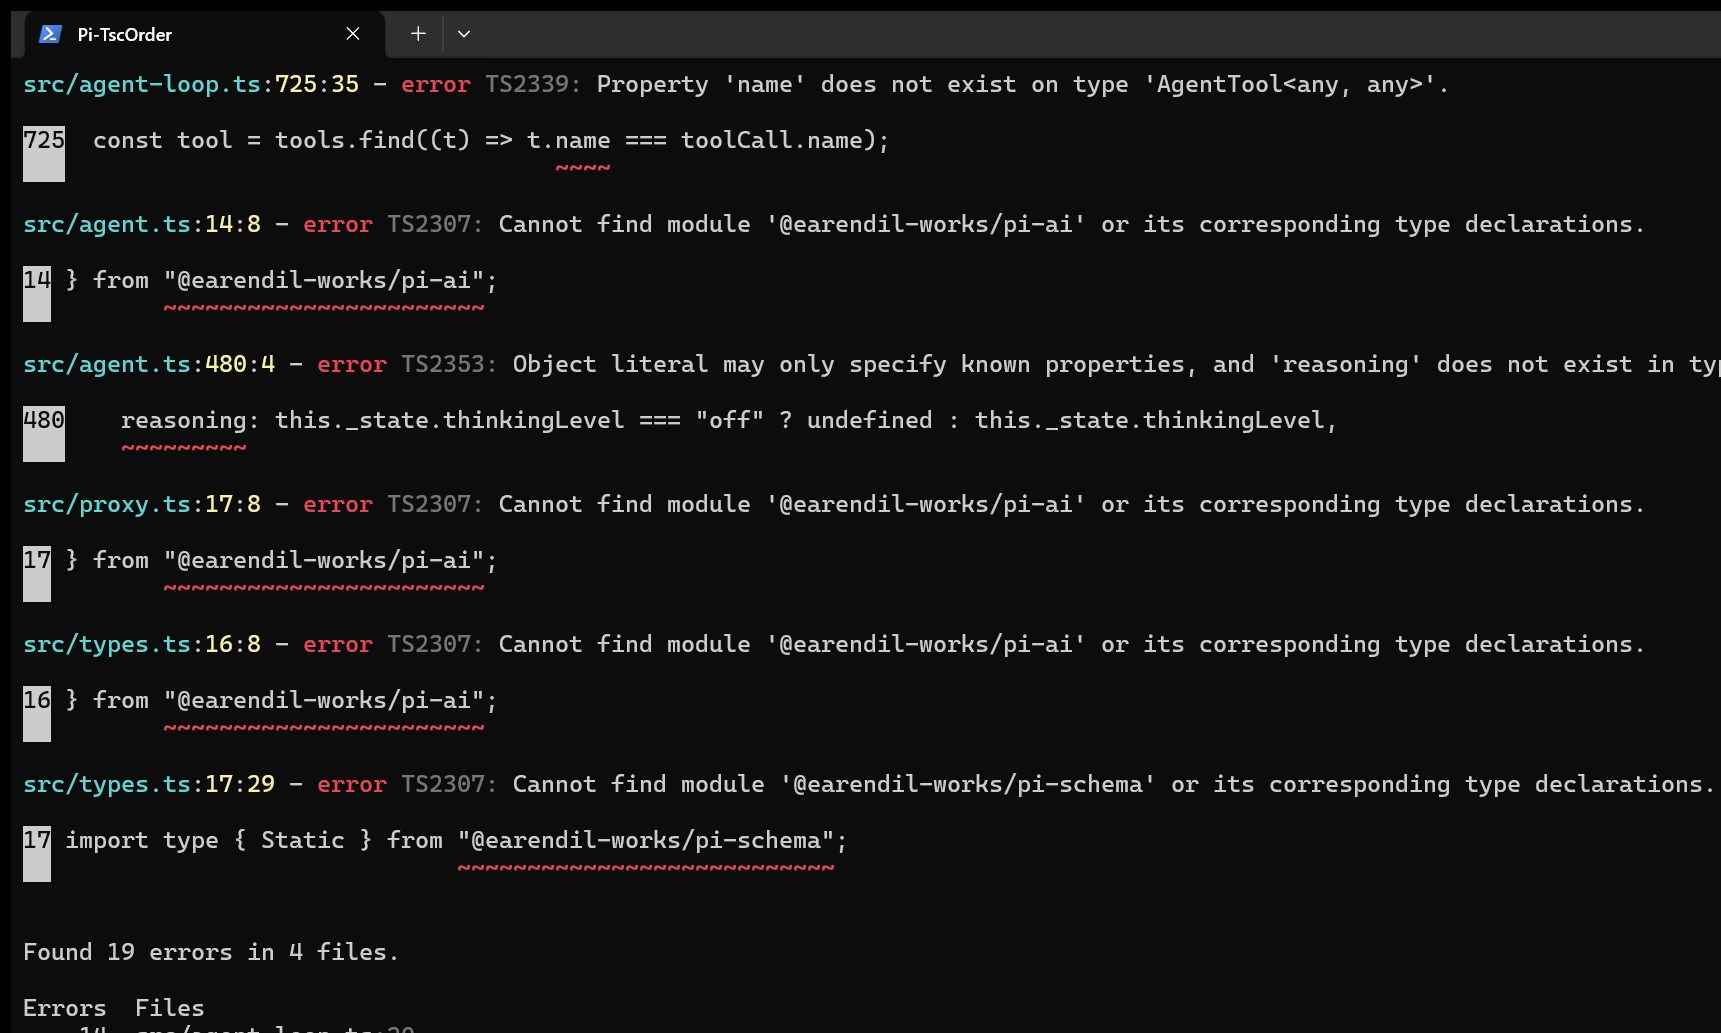 Pi-TscOrder
src/agent-loop.ts:725:35 - error TS2339: Property 'name' does not exist on type 'AgentTool<any, any>'.
725  const tool = tools.find((t) => t.name === toolCall.name);
~~~~
src/agent.ts:14:8 - error TS2307: Cannot find module '@earendil-works/pi-ai' or its corresponding type declarations.
14 } from "@earendil-works/pi-ai";
~~~~~~~~~~~~~~~~~~~~~~~
src/agent.ts:480:4 - error TS2353: Object literal may only specify known properties, and 'reasoning' does not exist in typ
480    reasoning: this._state.thinkingLevel === "off" ? undefined : this._state.thinkingLevel,
~~~~~~~~~
src/proxy.ts:17:8 - error TS2307: Cannot find module '@earendil-works/pi-ai' or its corresponding type declarations.
17 } from "@earendil-works/pi-ai";
~~~~~~~~~~~~~~~~~~~~~~~
src/types.ts:16:8 - error TS2307: Cannot find module '@earendil-works/pi-ai' or its corresponding type declarations.
16 } from "@earendil-works/pi-ai";
~~~~~~~~~~~~~~~~~~~~~~~
src/types.ts:17:29 - error TS2307: Cannot find module '@earendil-works/pi-schema' or its corresponding type declarations.
17 import type { Static } from "@earendil-works/pi-schema";
~~~~~~~~~~~~~~~~~~~~~~~~~~~
Found 19 errors in 4 files.
Errors  Files
14  src/agent-loop.ts:20